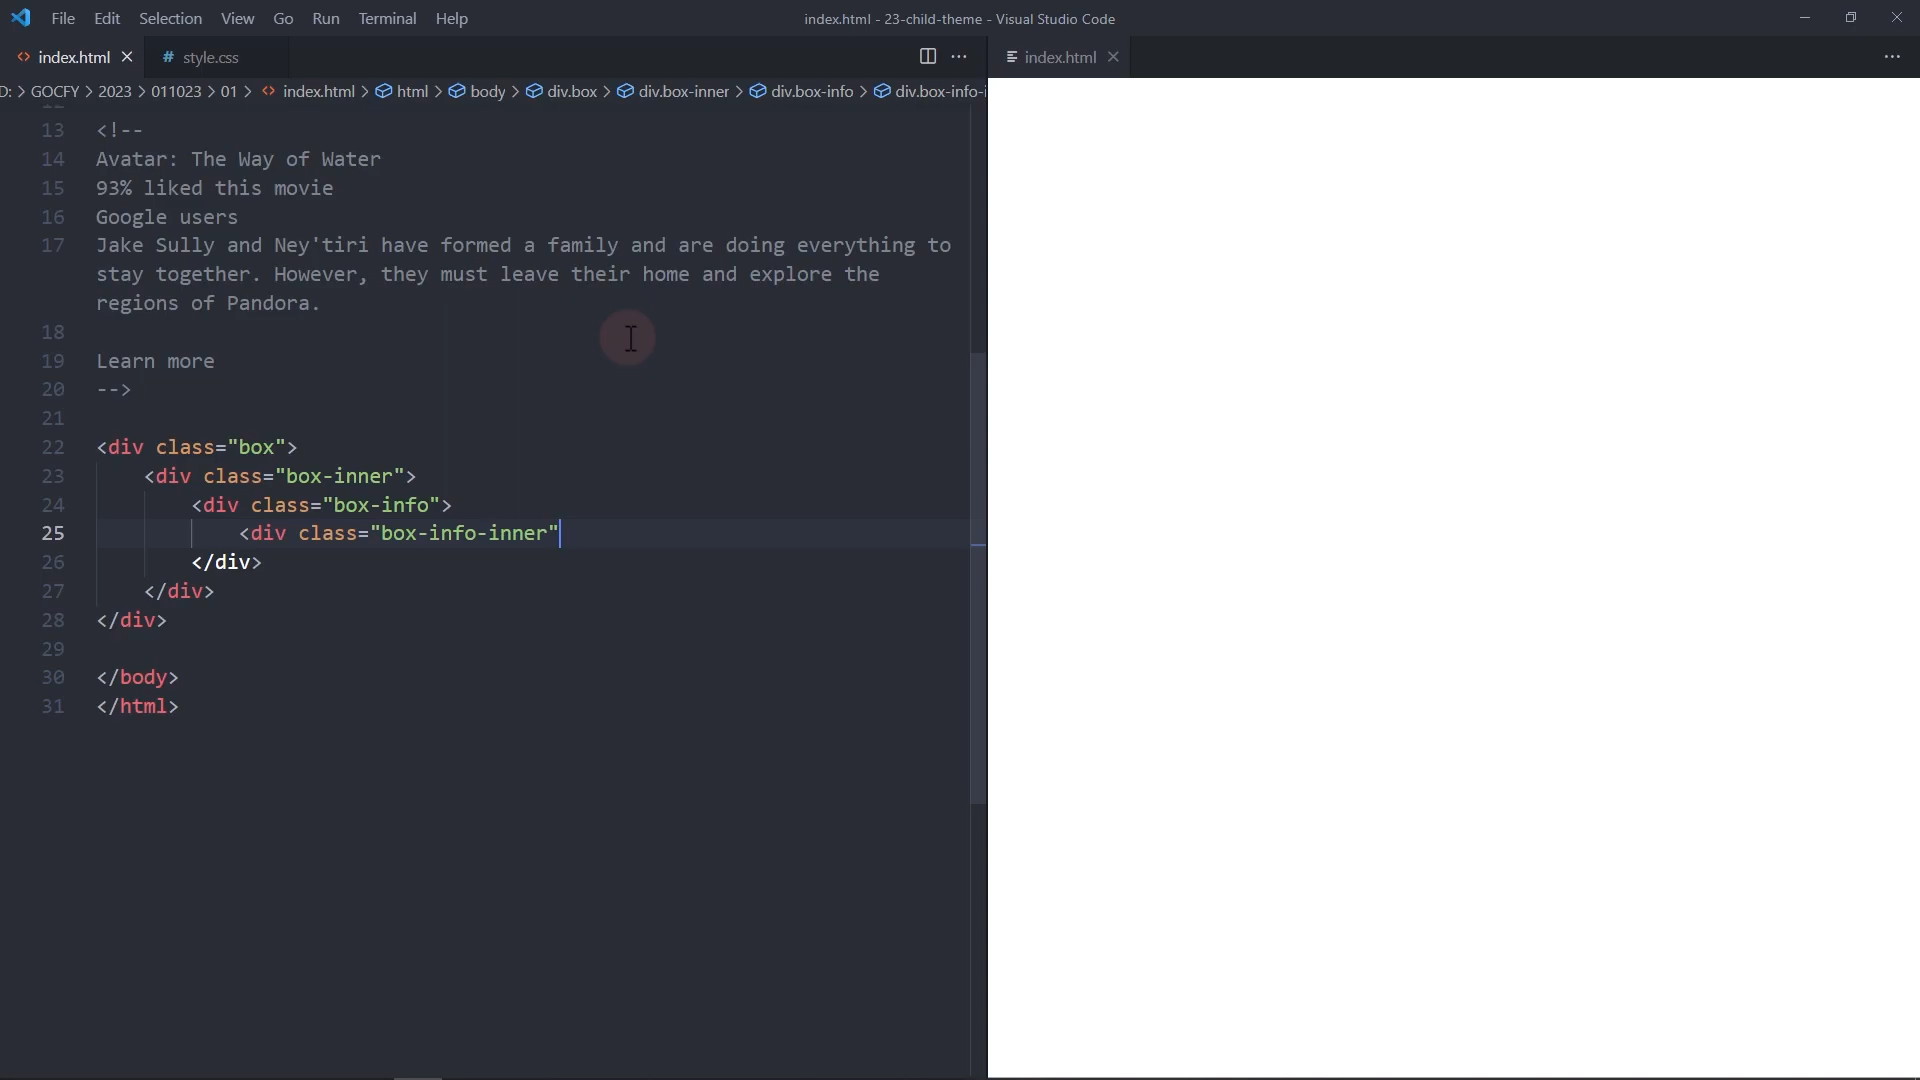 File Edit Selection View Go Run Terminal Help
index.html - 23-child-theme - Visual Studio Code
index.html
# style.css
index.html
D: > GOCFY > 2023 > 011023 > 01 > index.html > html > body > div.box > div.box-inner > div.box-info > div.box-info-i
13 <!--
14 Avatar: The Way of Water
15 93% liked this movie
16 Google users
17 Jake Sully and Ney'tiri have formed a family and are doing everything to
stay together. However, they must leave their home and explore the
regions of Pandora.
18
19 Learn more
20 -->
21
22 <div class="box">
23 <div class="box-inner">
24 <div class="box-info">
25 <div class="box-info-inner"
26 </div>
27 </div>
28 </div>
29
30 </body>
31 </html>